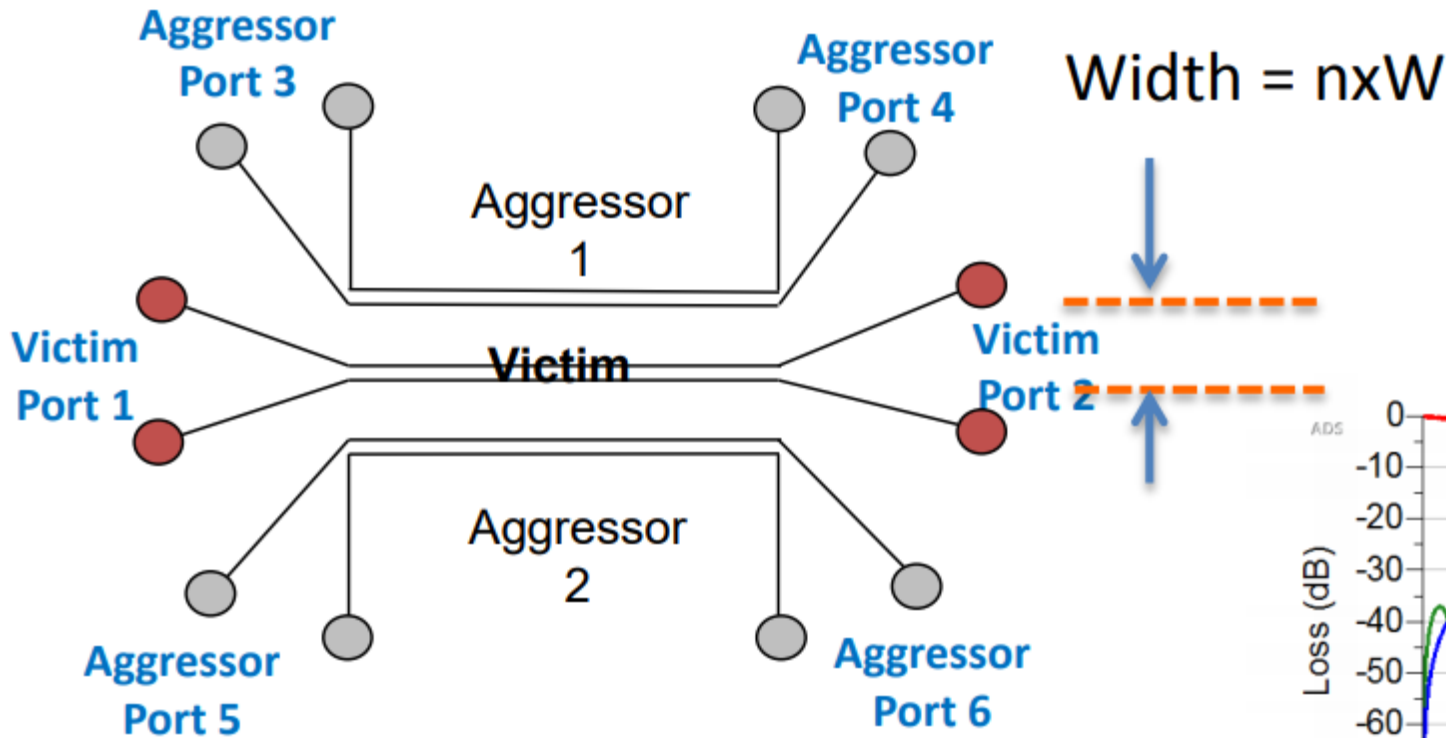 Aggressor
Port 3
Aggressor
Port 4
Width = nxW
Aggressor
1
Victim
Port 1
Victim
Victim
Port 2
Aggressor
2
Aggressor
Port 5
Aggressor
Port 6
ADS
Loss (dB)
0
-10
-20
-30
-40
-50
-60